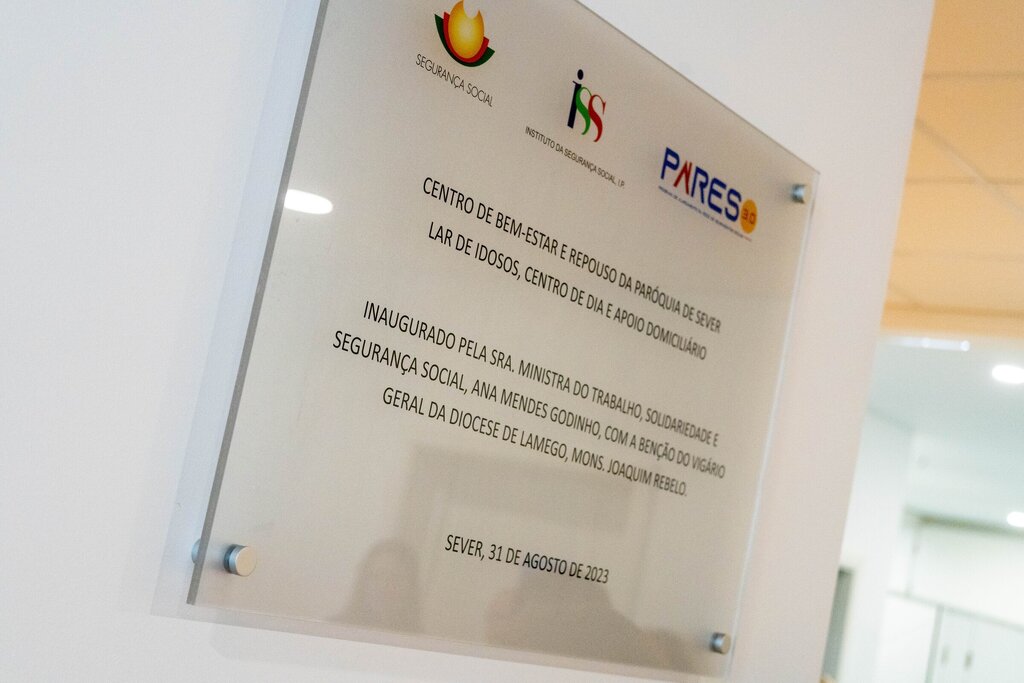 SEGURANÇA SOCIAL
iss
INSTITUTO DA SEGURANÇA SOCIAL, I.P.
PARES 3.0
CENTRO DE BEM-ESTAR E REPOUSO DA PARÓQUIA DE SEVER
LAR DE IDOSOS, CENTRO DE DIA E APOIO DOMICILIÁRIO
INAUGURADO PELA SRA. MINISTRA DO TRABALHO, SOLIDARIEDADE E
SEGURANÇA SOCIAL, ANA MENDES GODINHO, COM A BENÇÃO DO VIGÁRIO
GERAL DA DIOCESE DE LAMEGO, MONS. JOAQUIM REBELO.
SEVER, 31 DE AGOSTO DE 2023